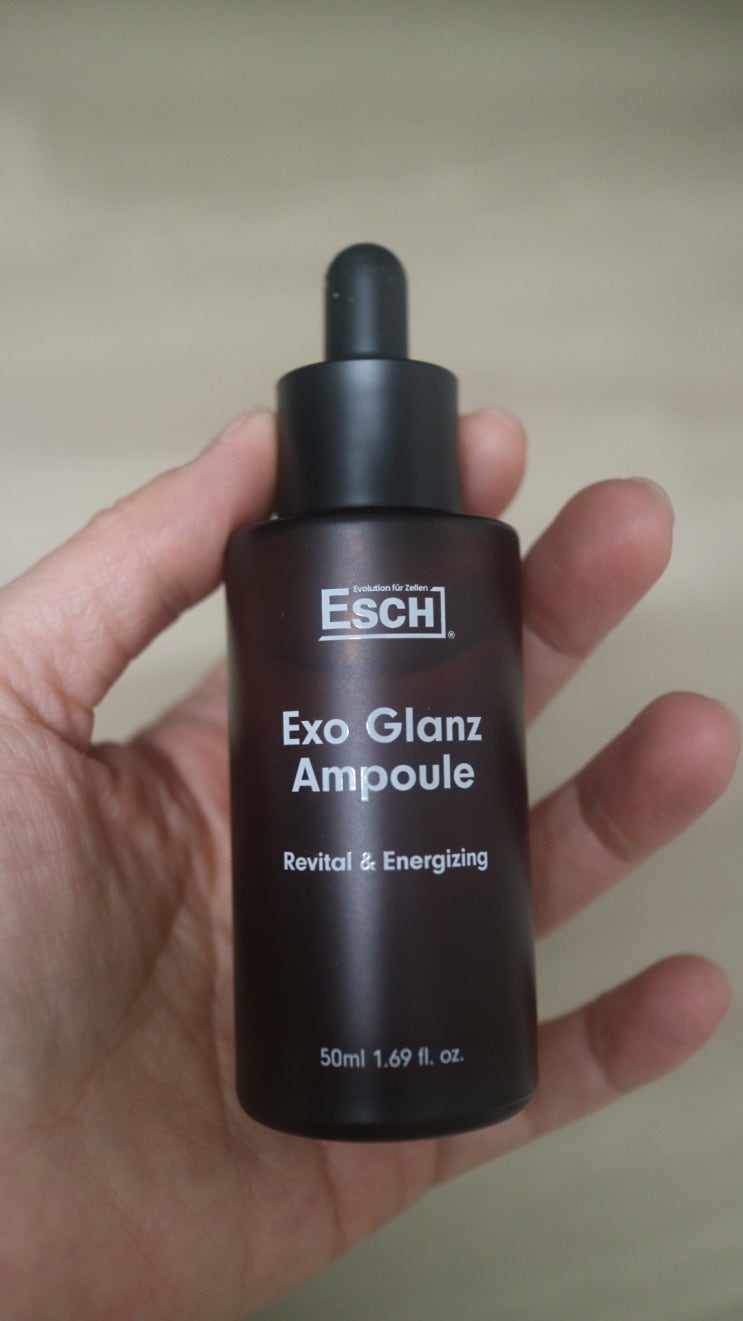 Evolution für Zellen
ESCH®
Exo Glanz
Ampoule
Revital & Energizing
50ml 1.69 fl. oz.